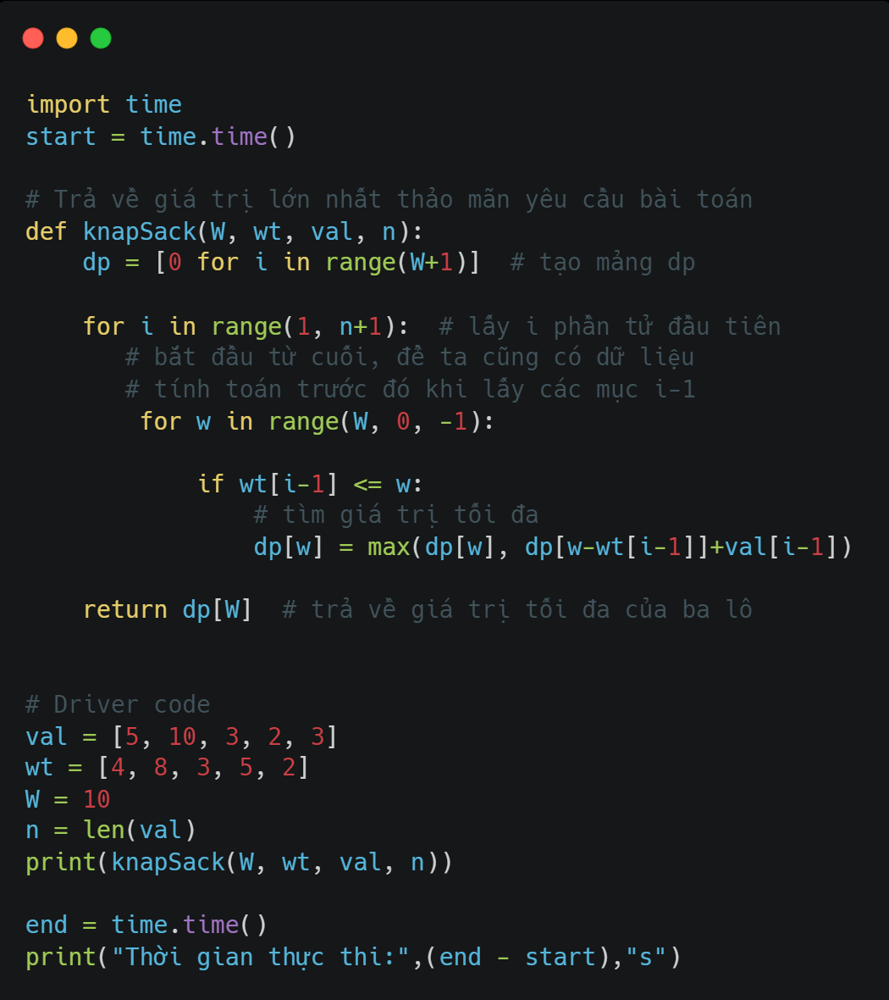 import time
start = time.time()
# Trả về giá trị lớn nhất thảo mãn yêu cầu bài toán
def knapSack(W, wt, val, n):
    dp = [0 for i in range(W+1)]  # tạo mảng dp
    for i in range(1, n+1):  # lấy i phần tử đầu tiên
       # bắt đầu từ cuối, để ta cũng có dữ liệu
       # tính toán trước đó khi lấy các mục i-1
        for w in range(W, 0, -1):
            if wt[i-1] <= w:
                # tìm giá trị tối đa
                dp[w] = max(dp[w], dp[w-wt[i-1]]+val[i-1])
    return dp[W]  # trả về giá trị tối đa của ba lô
# Driver code
val = [5, 10, 3, 2, 3]
wt = [4, 8, 3, 5, 2]
W = 10
n = len(val)
print(knapSack(W, wt, val, n))
end = time.time()
print("Thời gian thực thi:",(end - start),"s")